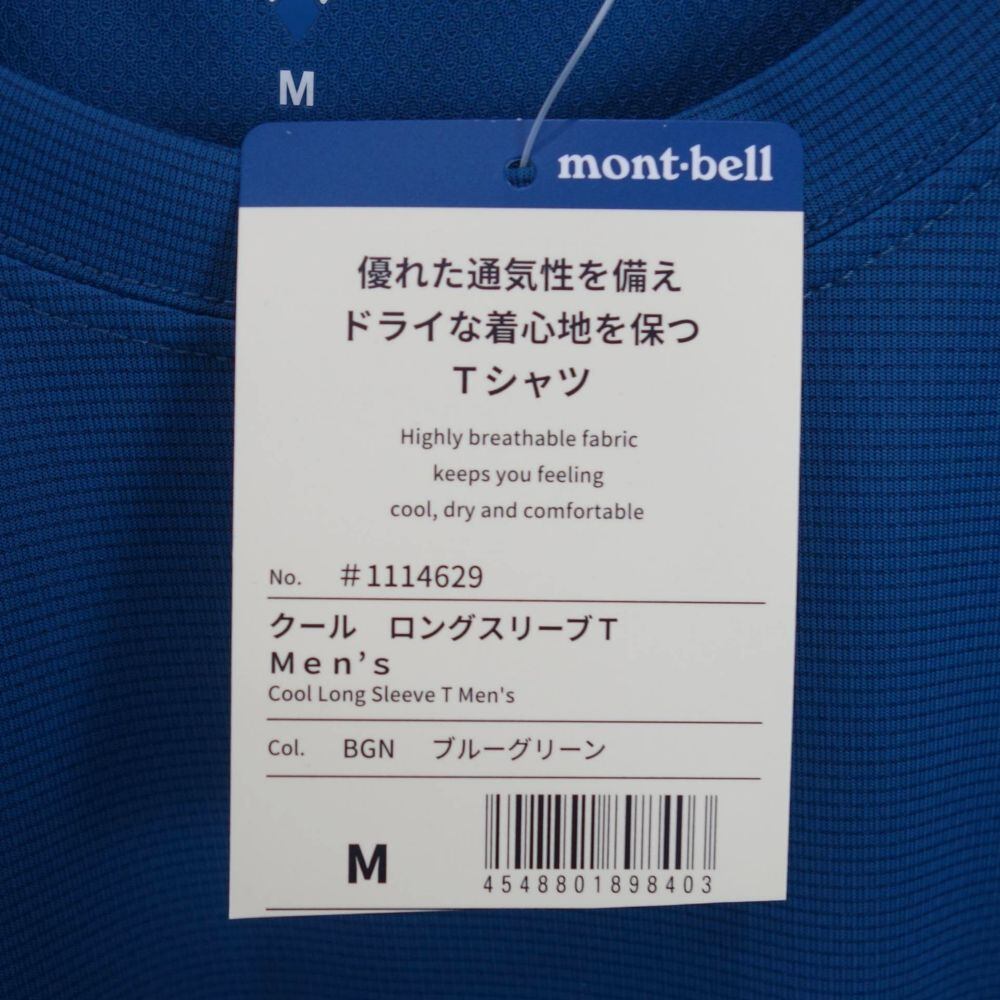 M
mont·bell
優れた通気性を備え
ドライな着心地を保つ
Tシャツ
Highly breathable fabric
keeps you feeling
cool, dry and comfortable
No. #1114629
クール　ロングスリーブT
Men's
Cool Long Sleeve T Men's
Col. BGN ブルーグリーン
M
4548801898403